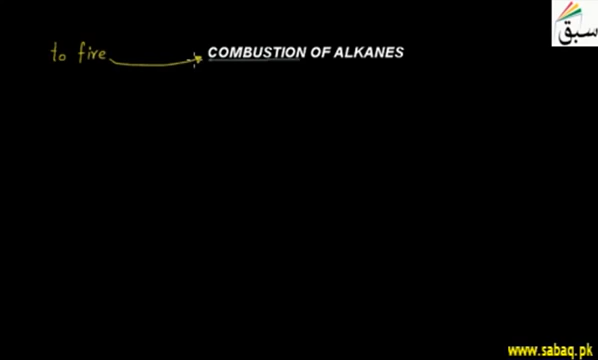 سبق
to fire COMBUSTION OF ALKANES
www.sabaq.pk